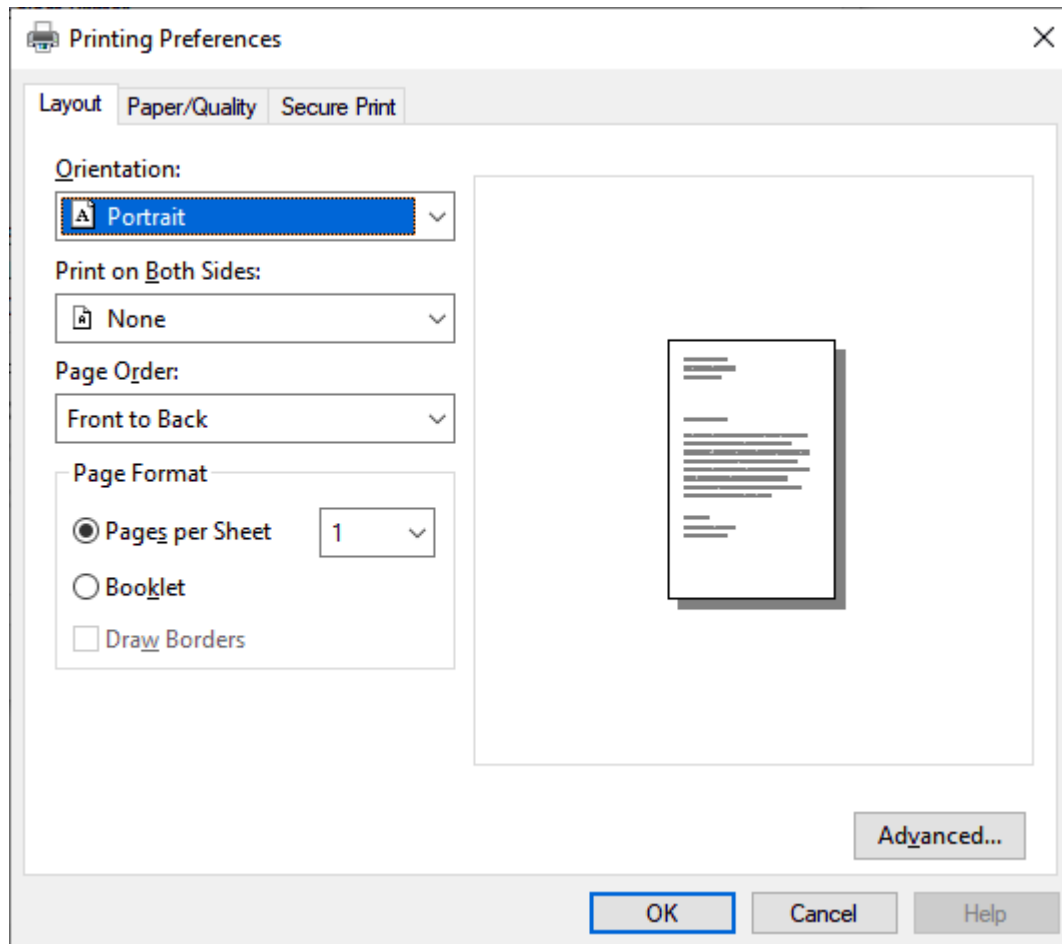 Printing Preferences
Layout
Paper/Quality
Secure Print
Orientation:
Portrait
Print on Both Sides:
None
Page Order:
Front to Back
Page Format
Pages per Sheet 1
Booklet
Draw Borders
Advanced...
OK
Cancel
Help